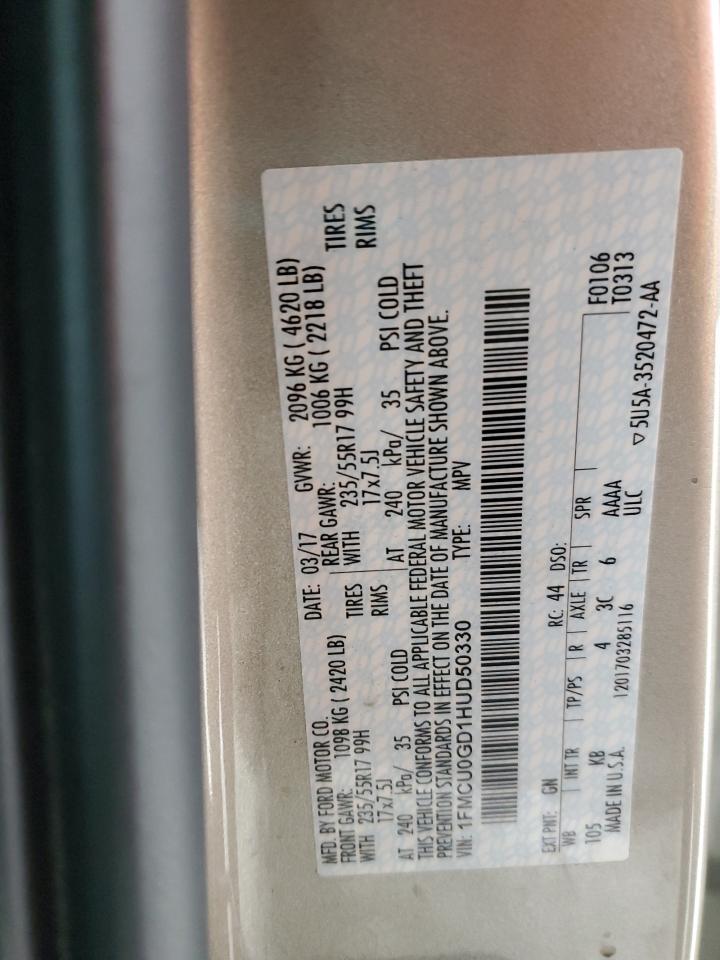 MFD. BY FORD MOTOR CO.
DATE: 03/17 GVWR: 2096 KG ( 4620 LB)
FRONT GAWR: 1098 KG ( 2420 LB)
REAR GAWR: 1006 KG ( 2218 LB)
WITH 235/55R17 99H TIRES
WITH 235/55R17 99H TIRES
17x7.5J RIMS
17x7.5J RIMS
AT 240 kPa/ 35 PSI COLD
AT 240 kPa/ 35 PSI COLD
THIS VEHICLE CONFORMS TO ALL APPLICABLE FEDERAL MOTOR VEHICLE SAFETY AND THEFT
PREVENTION STANDARDS IN EFFECT ON THE DATE OF MANUFACTURE SHOWN ABOVE.
VIN: 1FMCU0GD1HUD50330 TYPE: MPV
EXT PNT: GN RC: 44 DSO:
WB INT TR TP/PS R AXLE TR SPR F0106
105 KB 4 3C 6 AAAA T0313
MADE IN U.S.A. 1201703285116 ULC ▽5U5A-3520472-AA